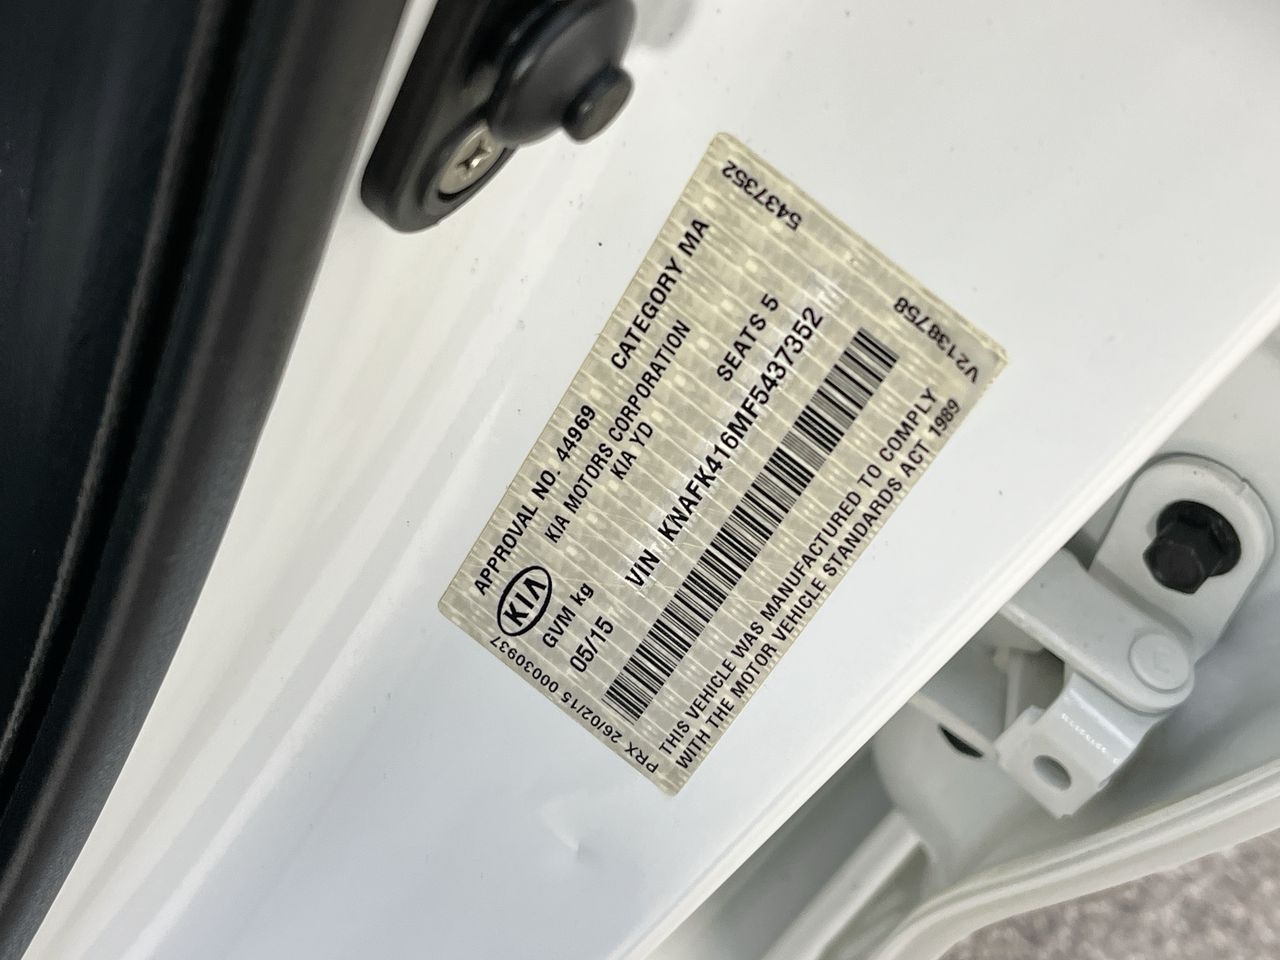 APPROVAL NO. 44969 CATEGORY MA
KIA KIA MOTORS CORPORATION
KIA YD
GVM kg SEATS 5
05/15
VIN KNAFK416MF5437352
THIS VEHICLE WAS MANUFACTURED TO COMPLY
WITH THE MOTOR VEHICLE STANDARDS ACT 1989
PRX 26/02/15 00030937
V2138758 5437352